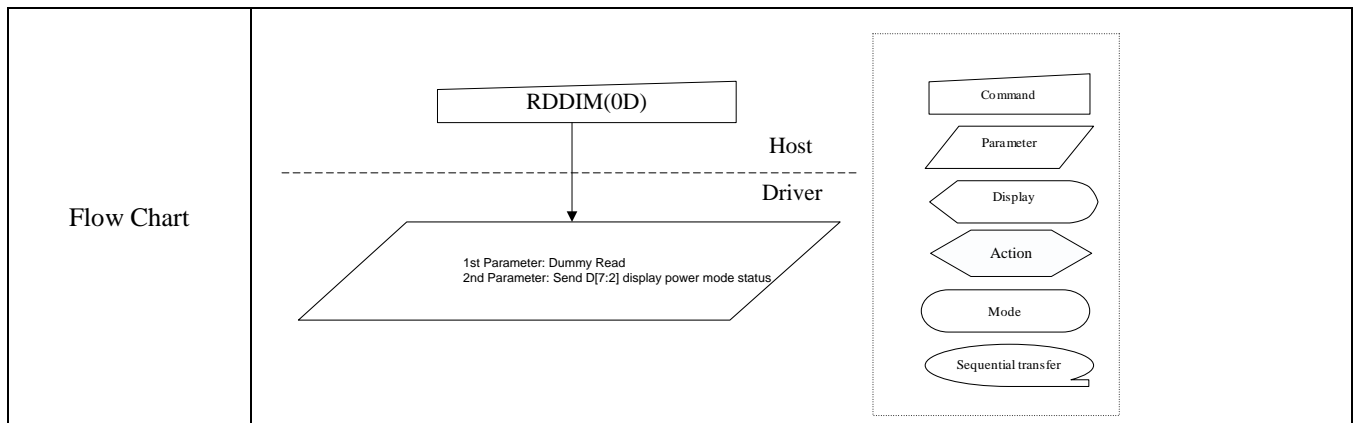 Flow Chart
RDDIM(0D)
Host
Driver
1st Parameter: Dummy Read
2nd Parameter: Send D[7:2] display power mode status
Command
Parameter
Display
Action
Mode
Sequential transfer